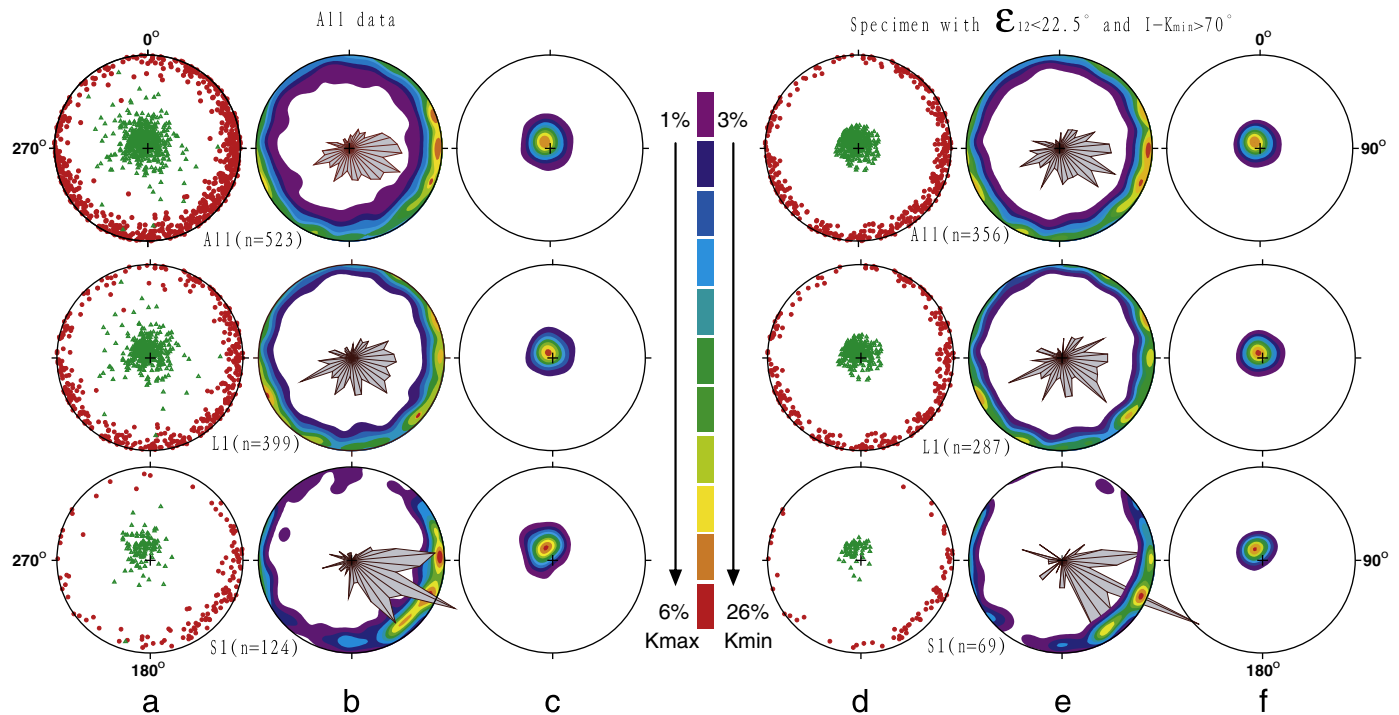 All data
Specimen with ε12<22.5° and I-Kmin>70°
0°
0°
270°
90°
1%
3%
All(n=523)
All(n=356)
L1(n=399)
L1(n=287)
270°
90°
6%
26%
Kmax
Kmin
S1(n=124)
S1(n=69)
180°
180°
a
b
c
d
e
f